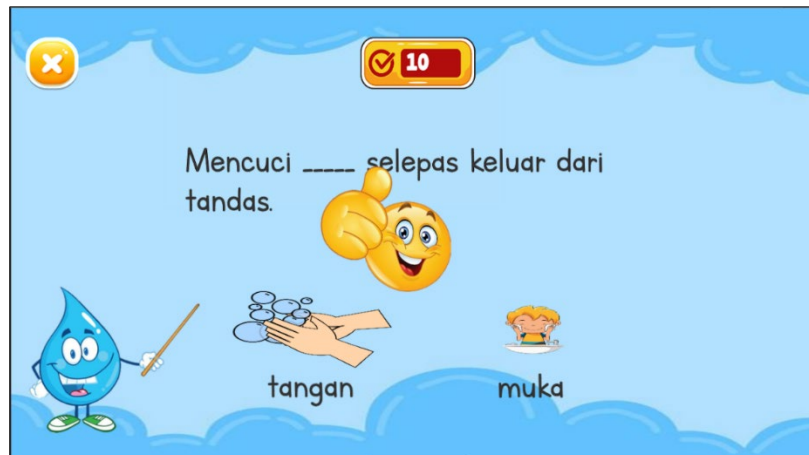 10
Mencuci _____ selepas keluar dari
tandas.
tangan
muka